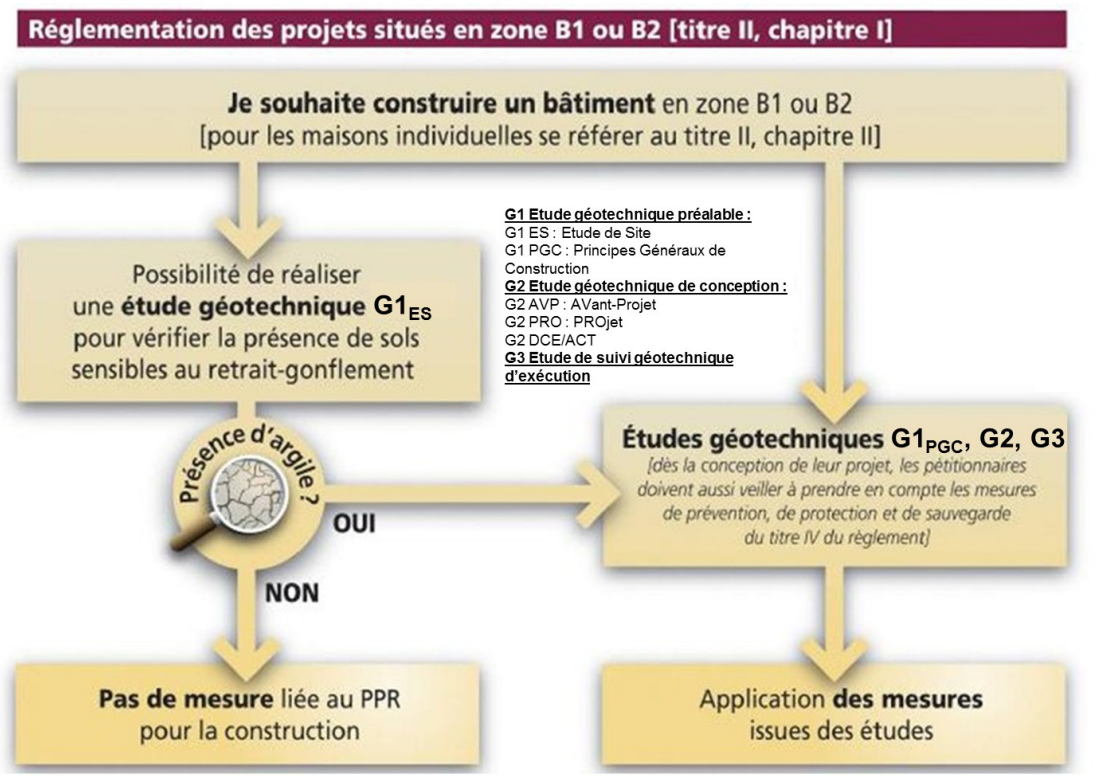 Réglementation des projets situés en zone B1 ou B2 [titre II, chapitre I]
Je souhaite construire un bâtiment en zone B1 ou B2
[pour les maisons individuelles se référer au titre II, chapitre II]
Possibilité de réaliser
une étude géotechnique G1ES
pour vérifier la présence de sols
sensibles au retrait-gonflement
G1 Etude géotechnique préalable :
G1 ES : Etude de Site
G1 PGC : Principes Généraux de
Construction
G2 Etude géotechnique de conception :
G2 AVP : AVant-Projet
G2 PRO : PROjet
G2 DCE/ACT
G3 Etude de suivi géotechnique
d'exécution
Présence d'argile ?
OUI
NON
Études géotechniques G1PGC, G2, G3
[dès la conception de leur projet, les pétitionnaires
doivent aussi veiller à prendre en compte les mesures
de prévention, de protection et de sauvegarde
du titre IV du règlement]
Pas de mesure liée au PPR
pour la construction
Application des mesures
issues des études